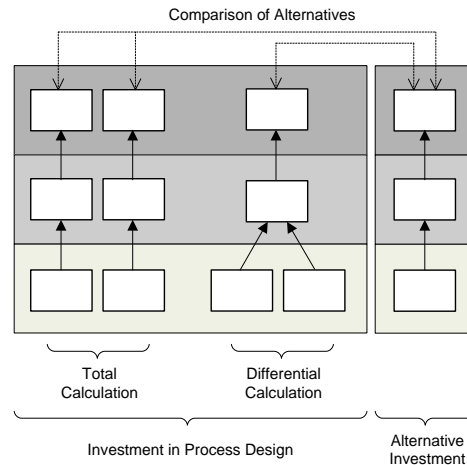 Comparison of Alternatives
Total
Calculation
Differential
Calculation
Investment in Process Design
Alternative
Investment